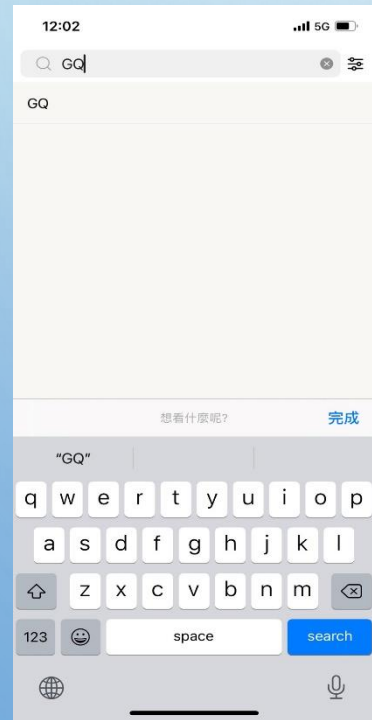 12:02 5G
GQ
GQ
想看什麼呢? 完成
“GQ”
q w e r t y u i o p
a s d f g h j k l
z x c v b n m
123 space search